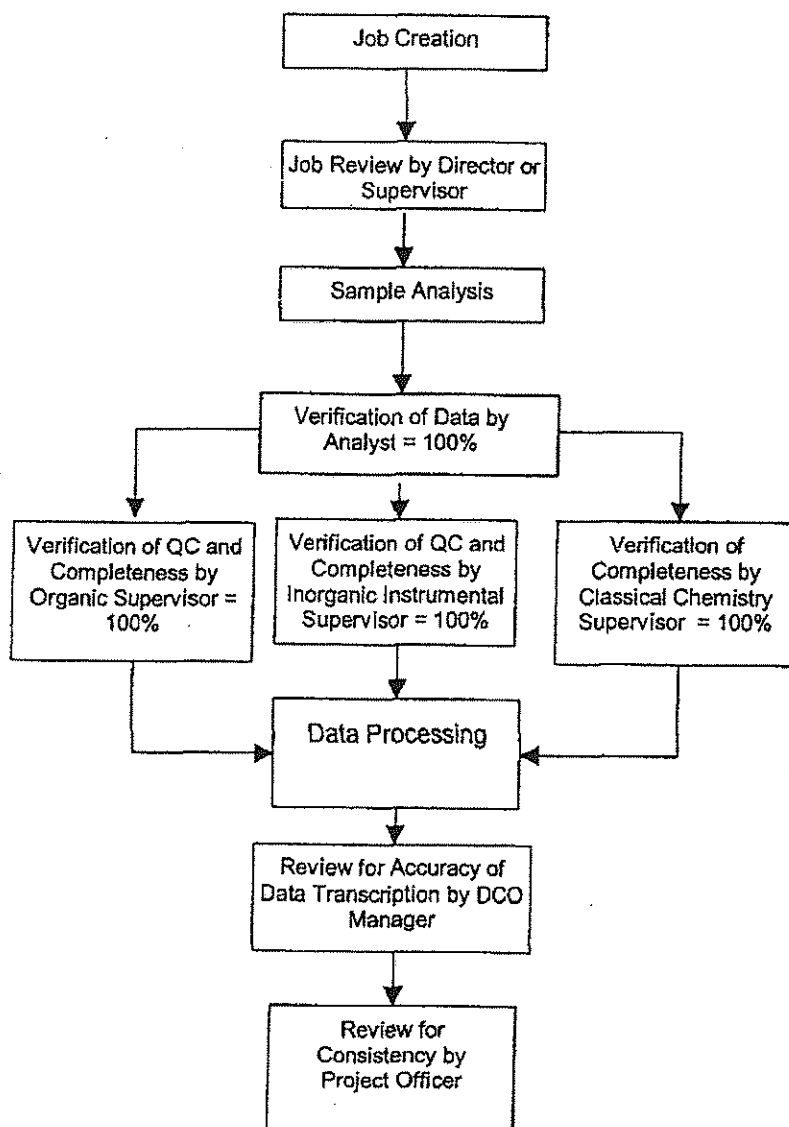 Job Creation
Job Review by Director or
Supervisor
Sample Analysis
Verification of Data by
Analyst = 100%
Verification of QC and
Completeness by
Organic Supervisor =
100%
Verification of QC and
Completeness by
Inorganic Instrumental
Supervisor = 100%
Verification of
Completeness by
Classical Chemistry
Supervisor = 100%
Data Processing
Review for Accuracy of
Data Transcription by DCO
Manager
Review for
Consistency by
Project Officer